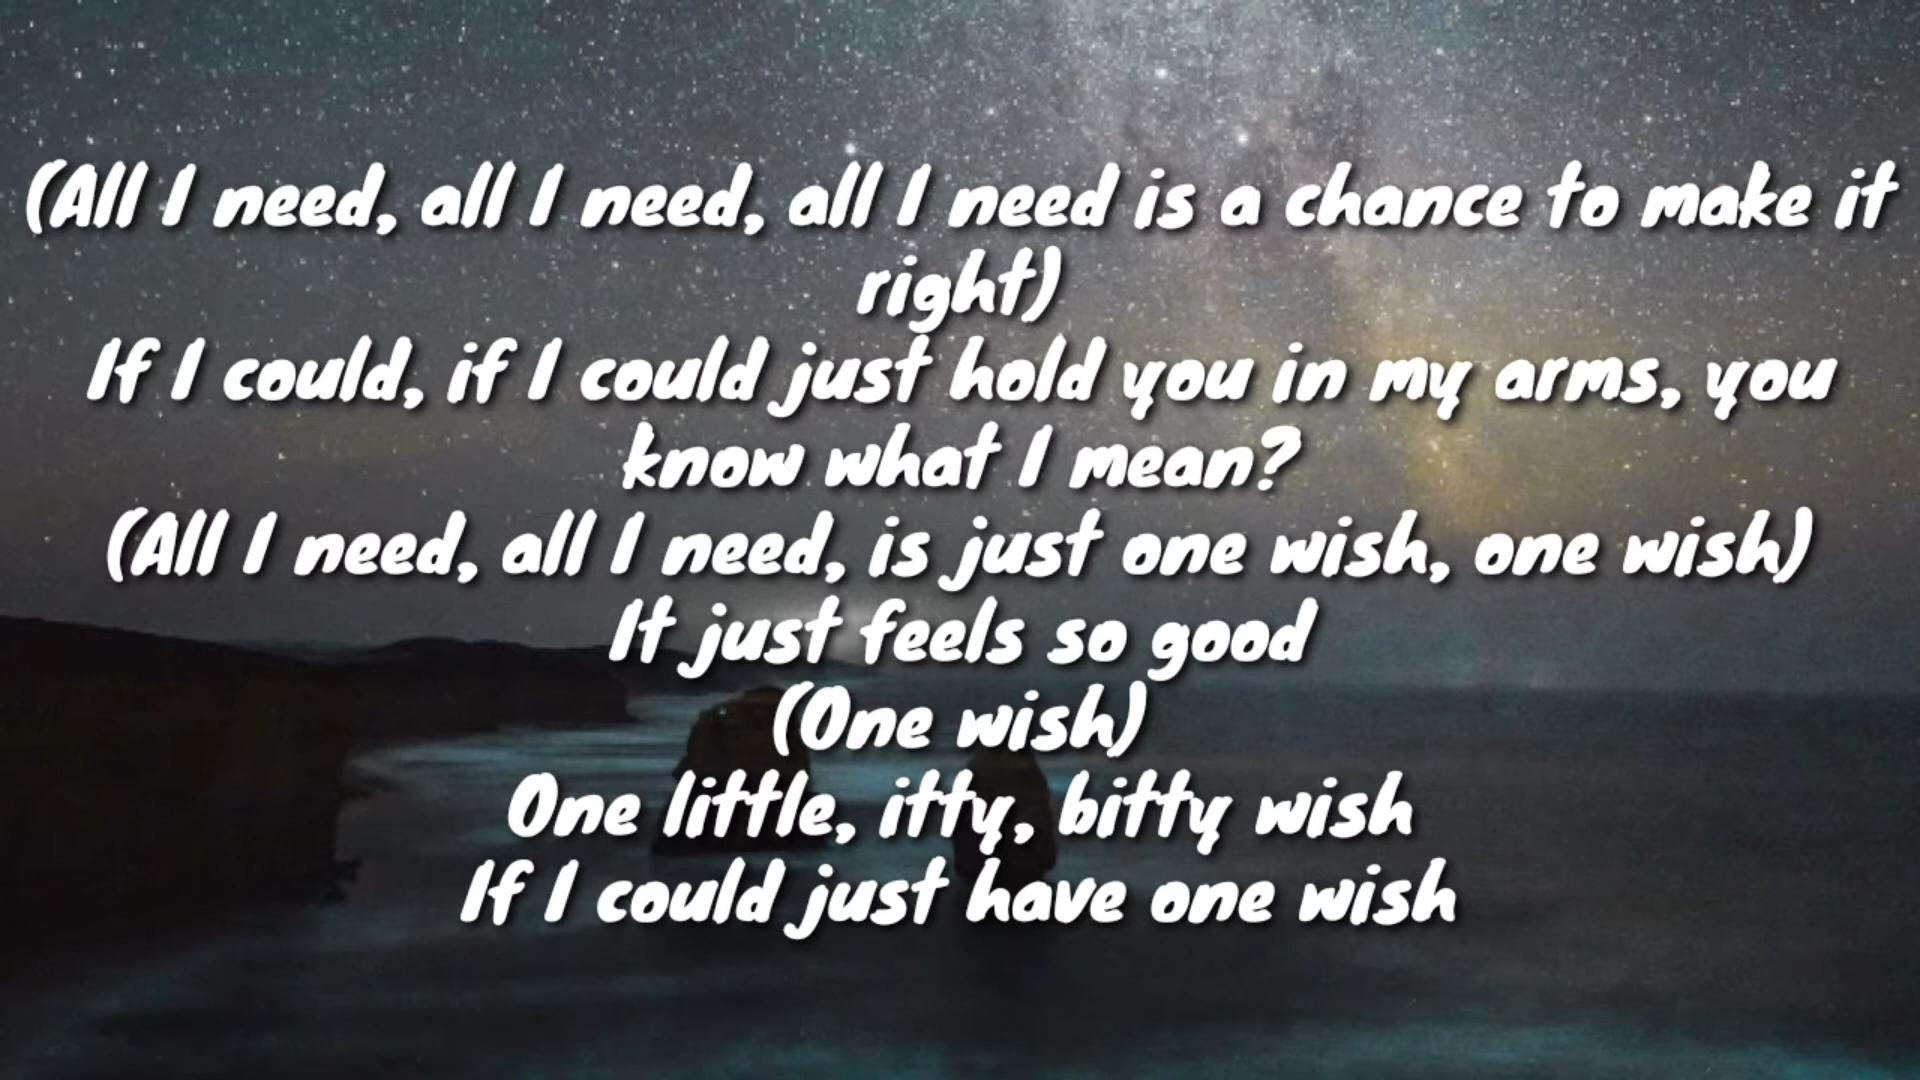 (All I need, all I need, all I need is a chance to make it
right)
If I could, if I could just hold you in my arms, you
know what I mean?
(All I need, all I need, is just one wish, one wish)
It just feels so good
(One wish)
One little, itty, bitty wish
If I could just have one wish